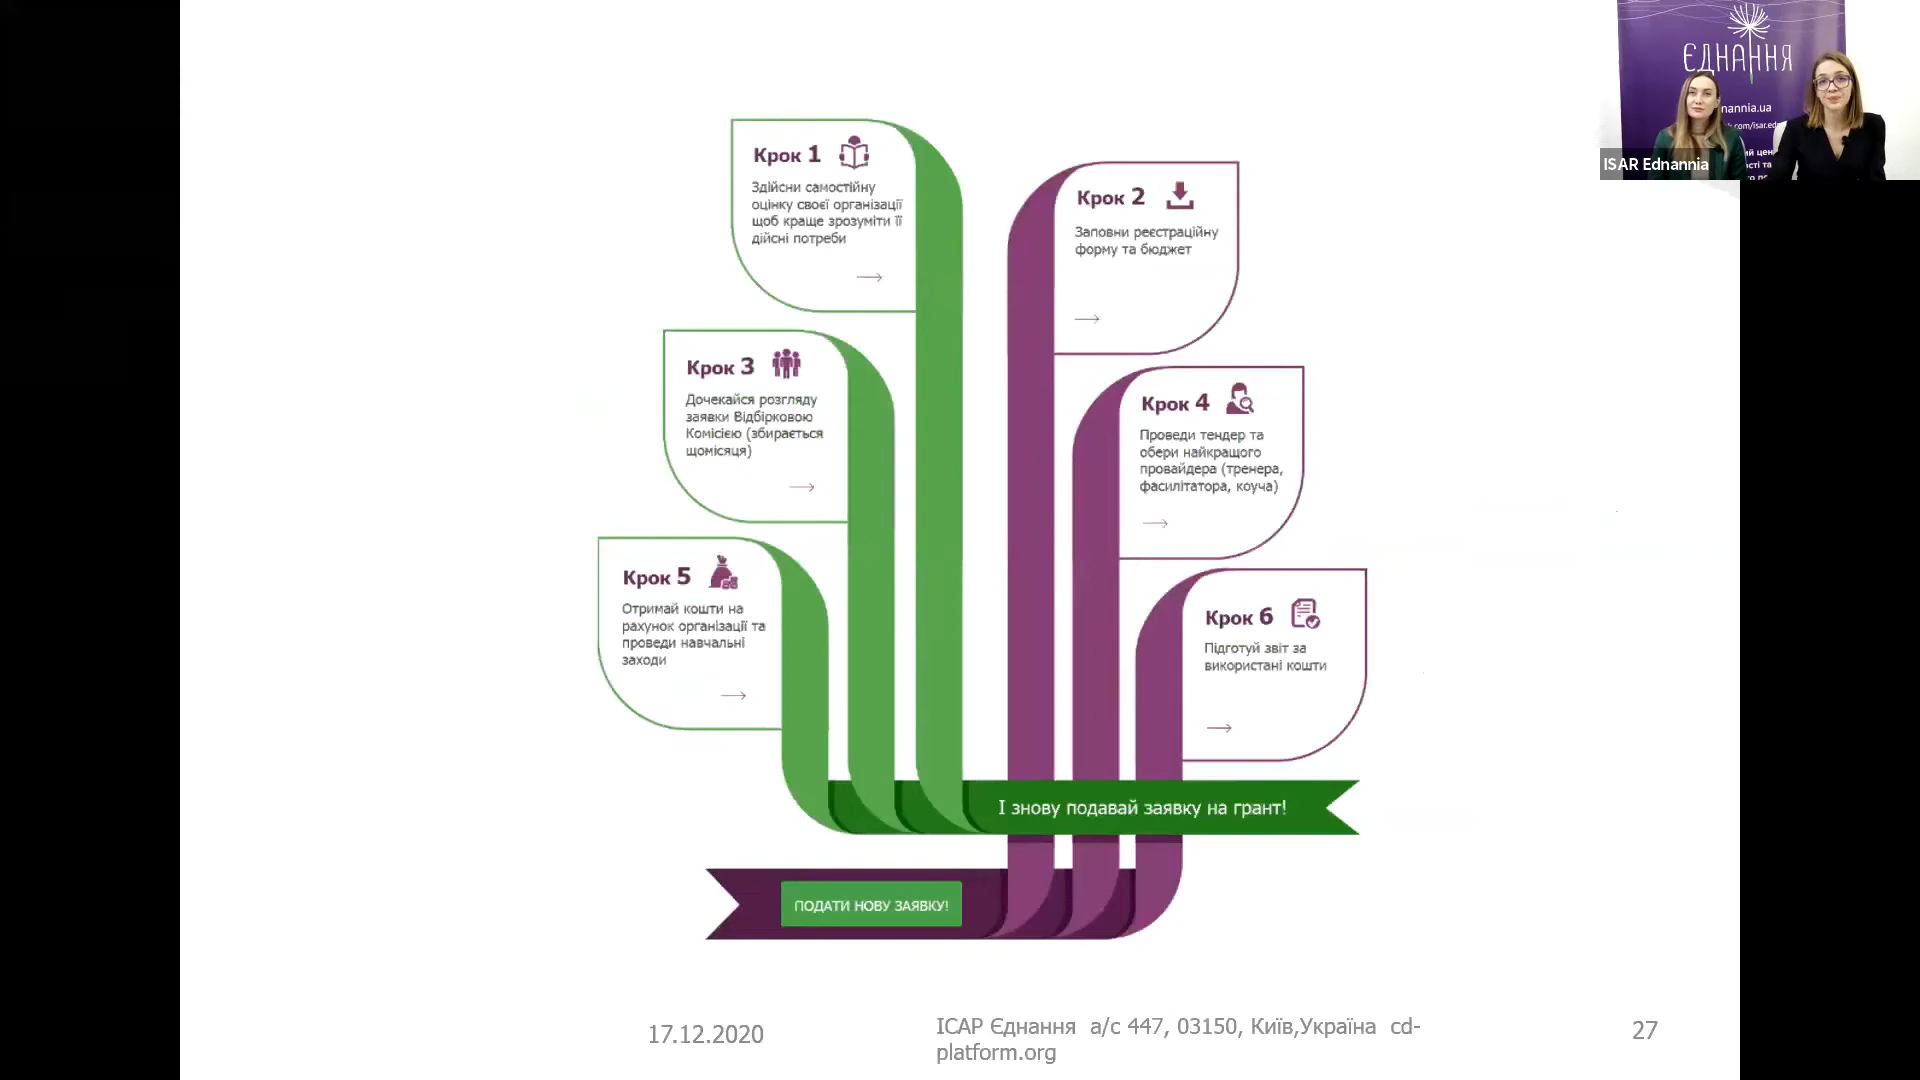 Крок 1
Здійсни самостійну
оцінку своєї організації
щоб краще зрозуміти її
дійсні потреби
Крок 2
Заповни реєстраційну
форму та бюджет
Крок 3
Дочекайся розгляду
заявки Відбірковою
Комісією (збирається
щомісяця)
Крок 4
Проведи тендер та
обери найкращого
провайдера (тренера,
фасилітатора, коуча)
Крок 5
Отримай кошти на
рахунок організації та
проведи навчальні
заходи
Крок 6
Підготуй звіт за
використані кошти
І знову подавай заявку на грант!
ПОДАТИ НОВУ ЗАЯВКУ!
17.12.2020
ІСАР Єднання а/с 447, 03150, Київ,Україна cd-
platform.org
27
ЄДНАННЯ
nannia.ua
ISAR Ednannia